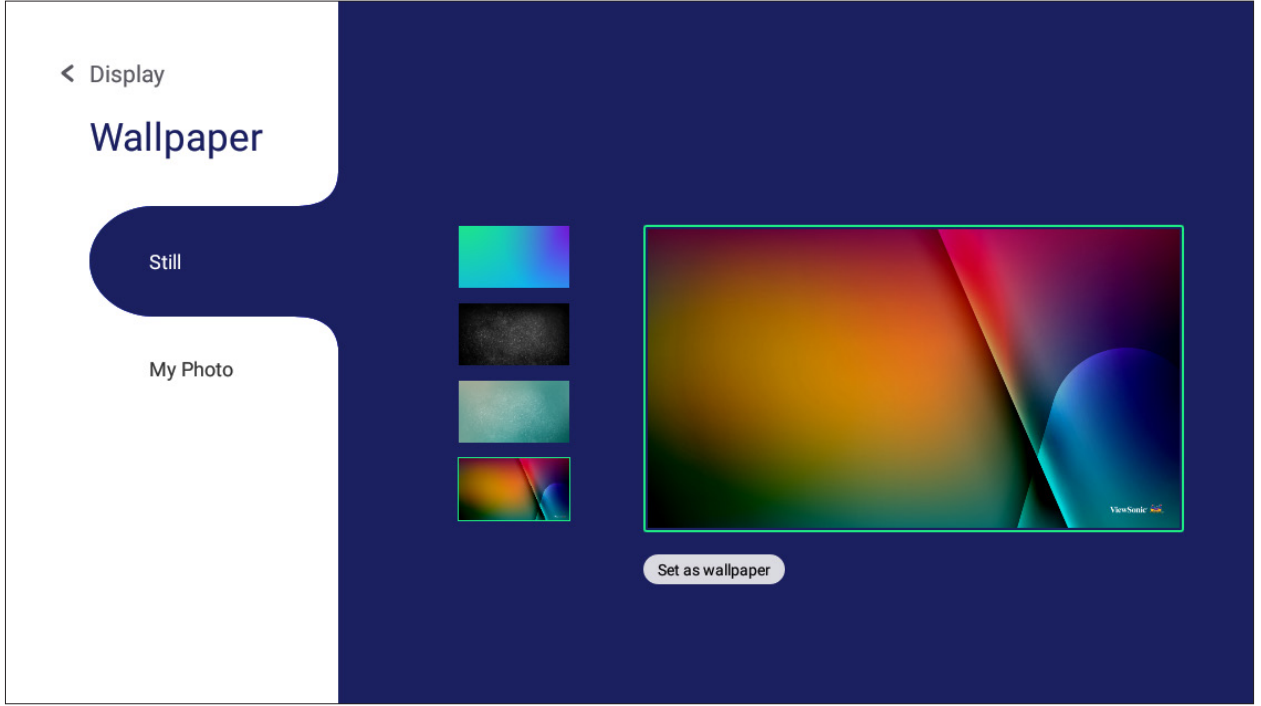 Display
Wallpaper
Still
My Photo
ViewSonic
Set as wallpaper